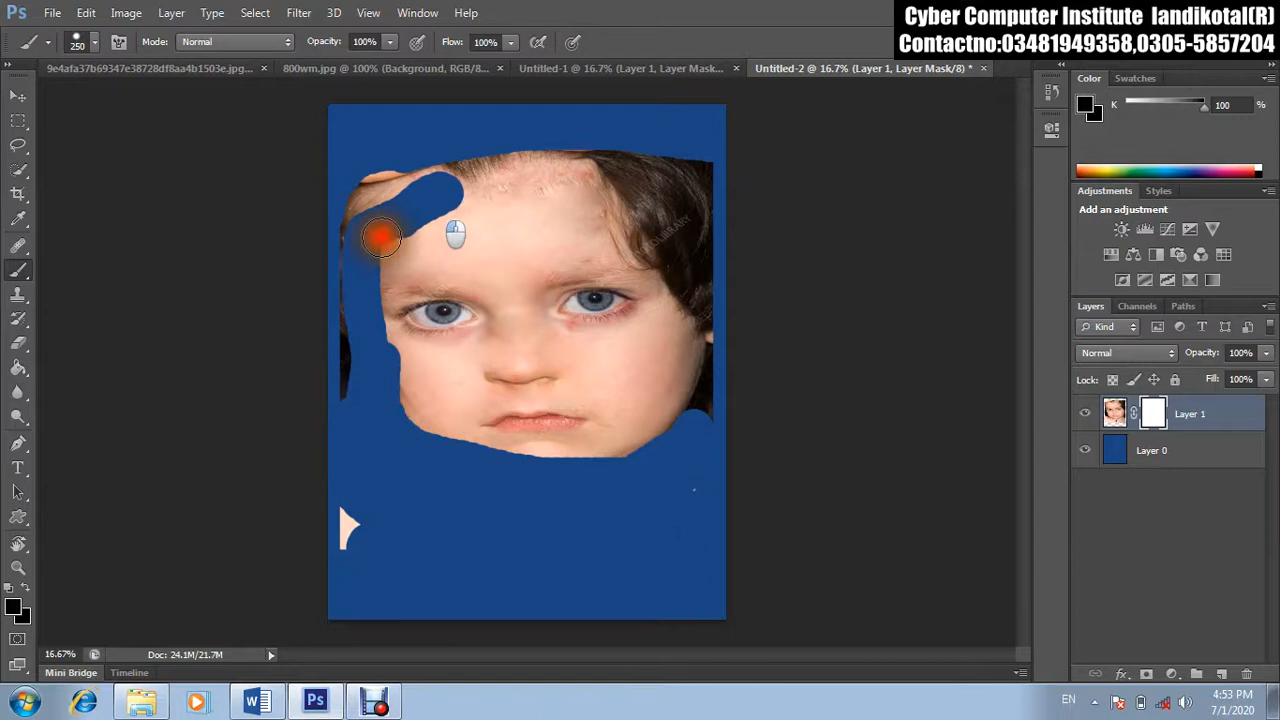 Cyber Computer Institute landikotal(R)
Contactno:03481949358,0305-5857204
Ps File Edit Image Layer Type Select Filter 3D View Window Help
250 Mode: Normal Opacity: 100% Flow: 100%
9e4afa37b69347e38728df8aa4b1503e.jpg... × 800wm.jpg @ 100% (Background, RGB/8... × Untitled-1 @ 16.7% (Layer 1, Layer Mask... × Untitled-2 @ 16.7% (Layer 1, Layer Mask/8) * ×
Color Swatches
K 100 %
Adjustments Styles
Layers Channels Paths
Kind
Normal Opacity: 100%
Lock: Fill: 100%
Layer 1
Layer 0
16.67% Doc: 24.1M/21.7M
Mini Bridge Timeline
EN 4:53 PM
7/1/2020